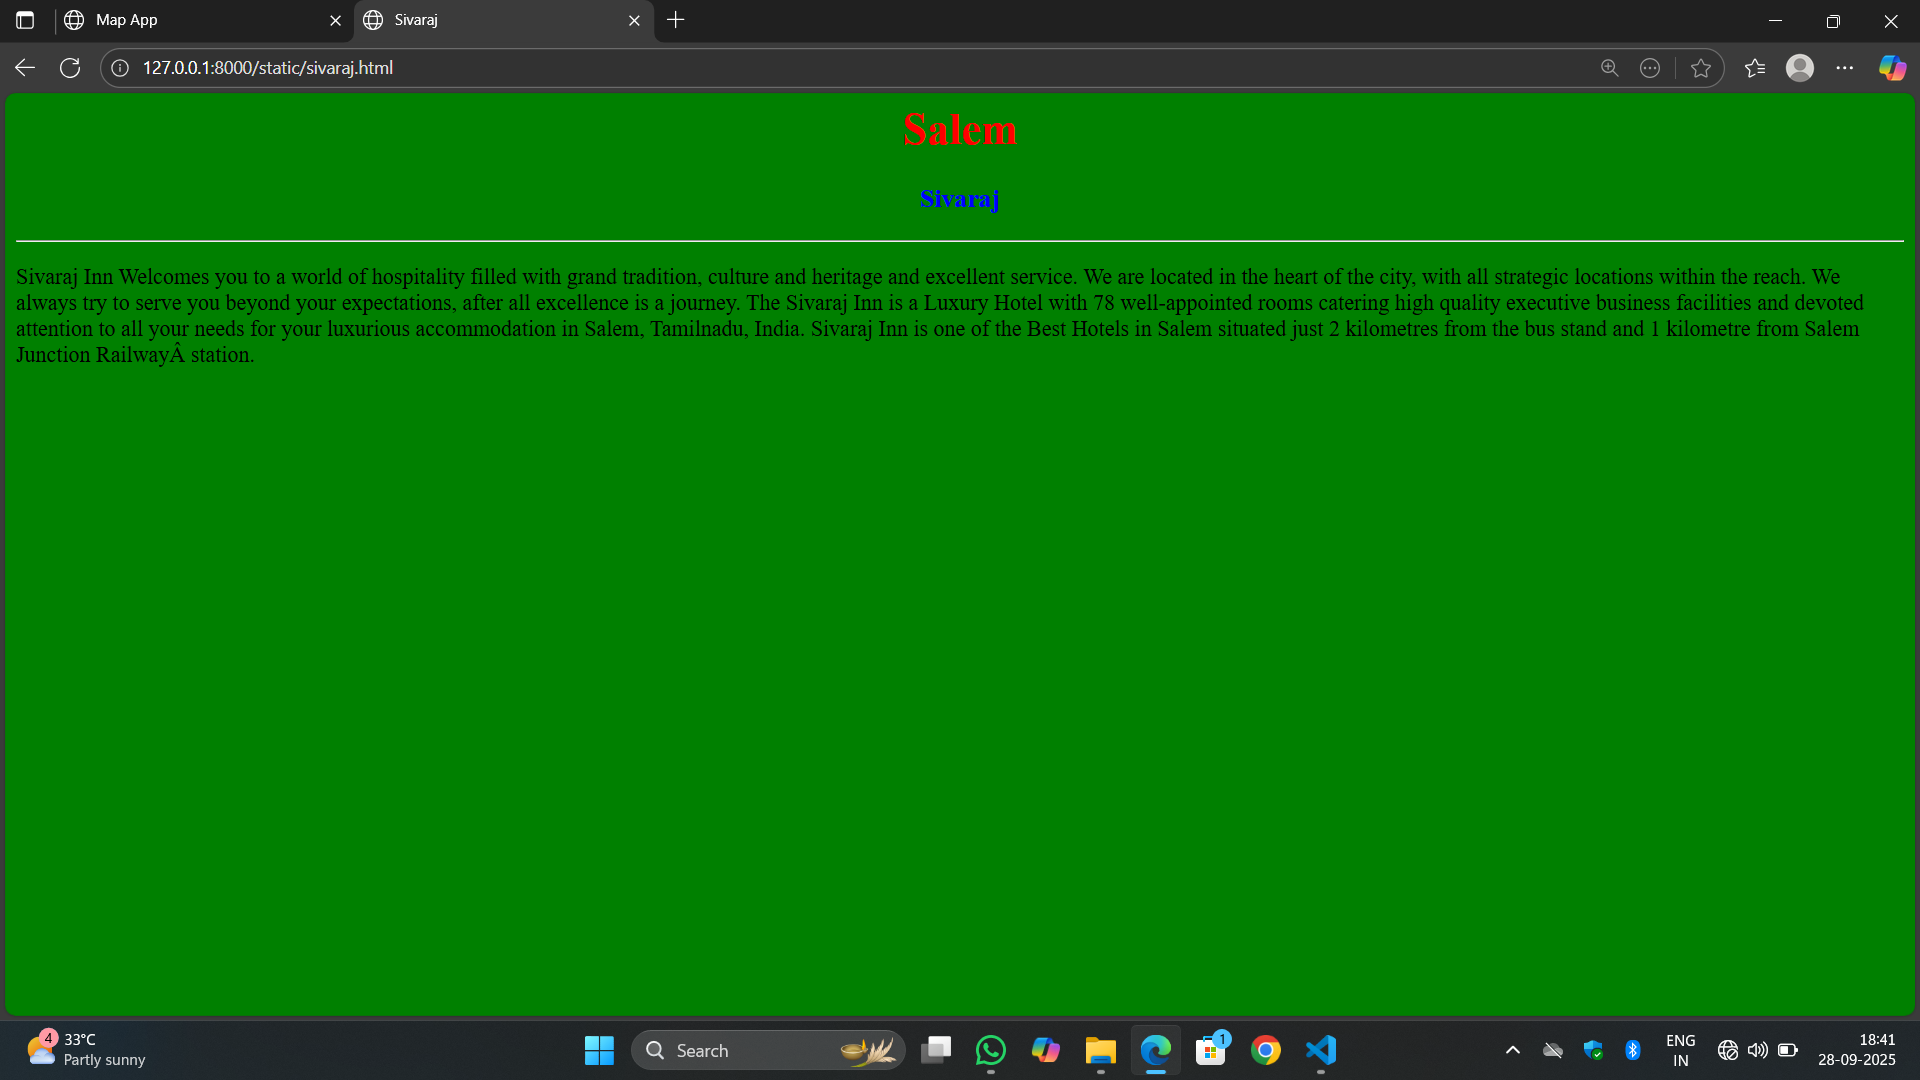 Map App
Sivaraj
127.0.0.1:8000/static/sivaraj.html
Salem
Sivaraj
Sivaraj Inn Welcomes you to a world of hospitality filled with grand tradition, culture and heritage and excellent service. We are located in the heart of the city, with all strategic locations within the reach. We
always try to serve you beyond your expectations, after all excellence is a journey. The Sivaraj Inn is a Luxury Hotel with 78 well-appointed rooms catering high quality executive business facilities and devoted
attention to all your needs for your luxurious accommodation in Salem, Tamilnadu, India. Sivaraj Inn is one of the Best Hotels in Salem situated just 2 kilometres from the bus stand and 1 kilometre from Salem
Junction RailwayÂ station.
4
33°C
Partly sunny
Search
1
ENG
IN
18:41
28-09-2025